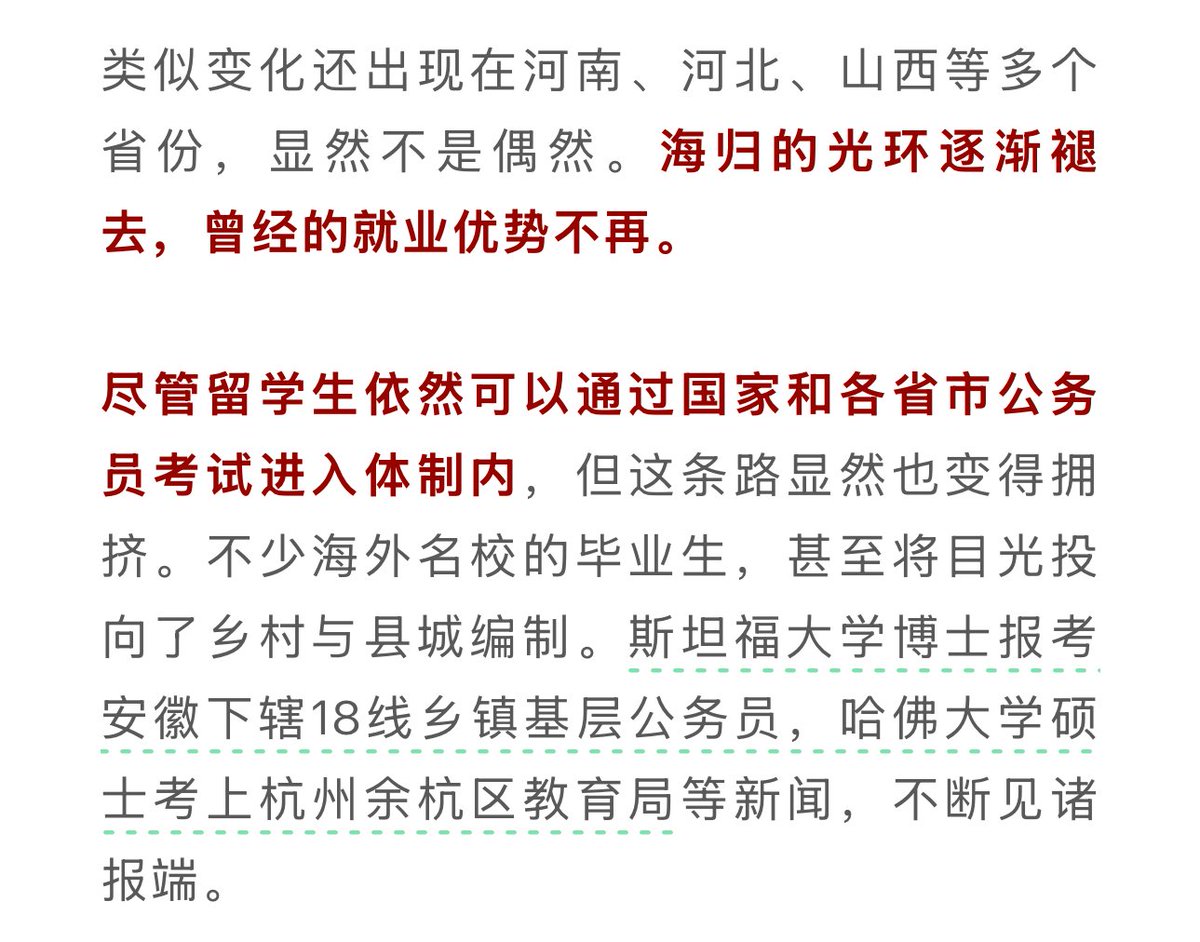 类似变化还出现在河南、河北、山西等多个
省份，显然不是偶然。海归的光环逐渐褪
去，曾经的就业优势不再。
尽管留学生依然可以通过国家和各省市公务
员考试进入体制内，但这条路显然也变得拥
挤。不少海外名校的毕业生，甚至将目光投
向了乡村与县城编制。斯坦福大学博士报考
安徽下辖18线乡镇基层公务员，哈佛大学硕
士考上杭州余杭区教育局等新闻，不断见诸
报端。